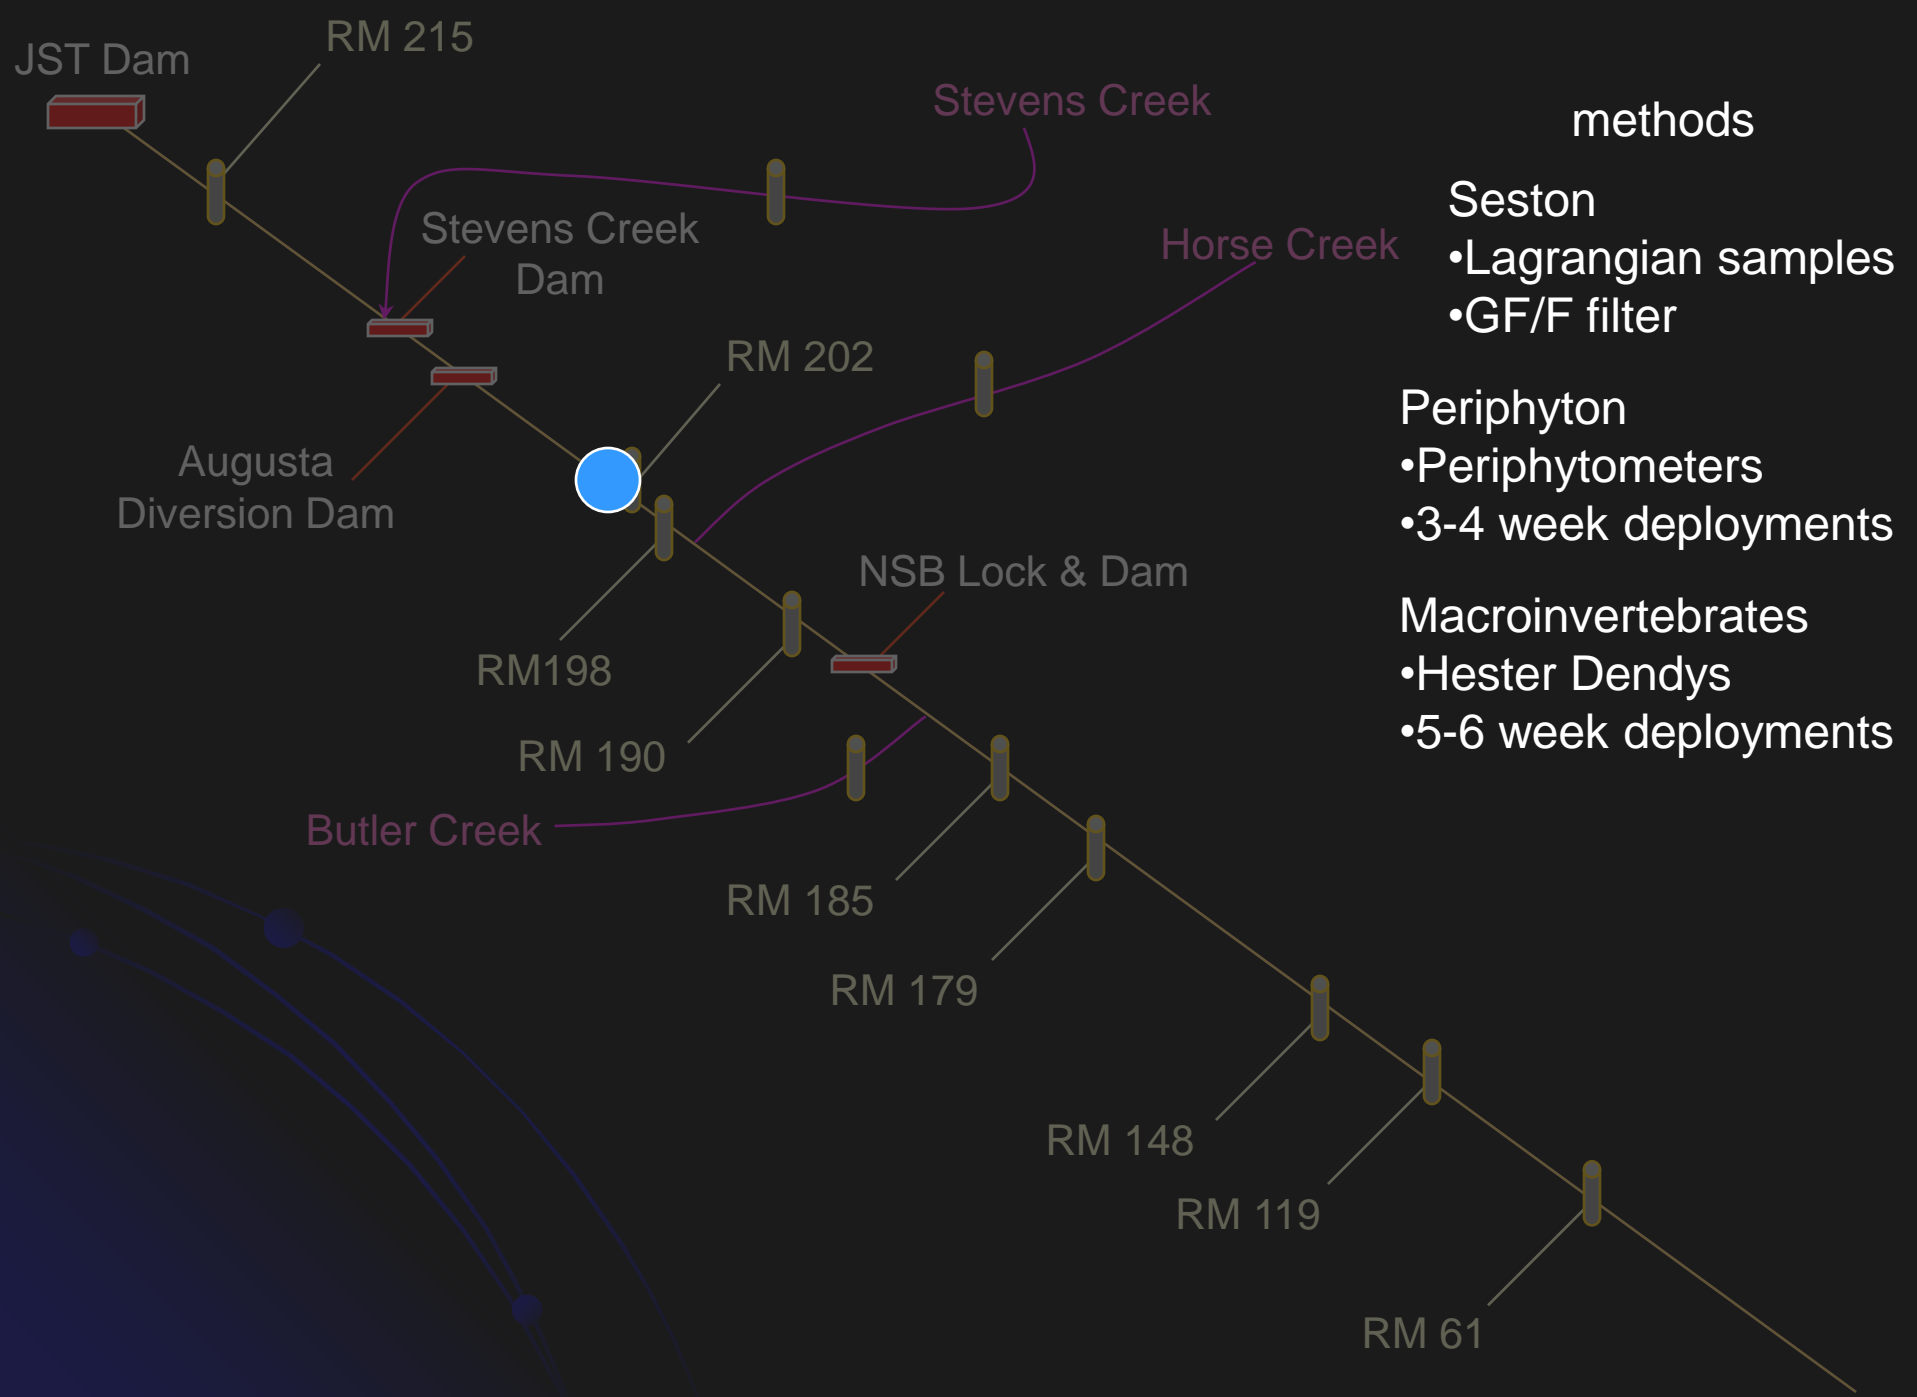 RM 215
JST Dam
Stevens Creek
Stevens Creek
Dam
Horse Creek
RM 202
Augusta
Diversion Dam
NSB Lock & Dam
RM198
RM 190
Butler Creek
RM 185
RM 179
RM 148
RM 119
RM 61
methods
Seston
•Lagrangian samples
•GF/F filter
Periphyton
•Periphytometers
•3-4 week deployments
Macroinvertebrates
•Hester Dendys
•5-6 week deployments